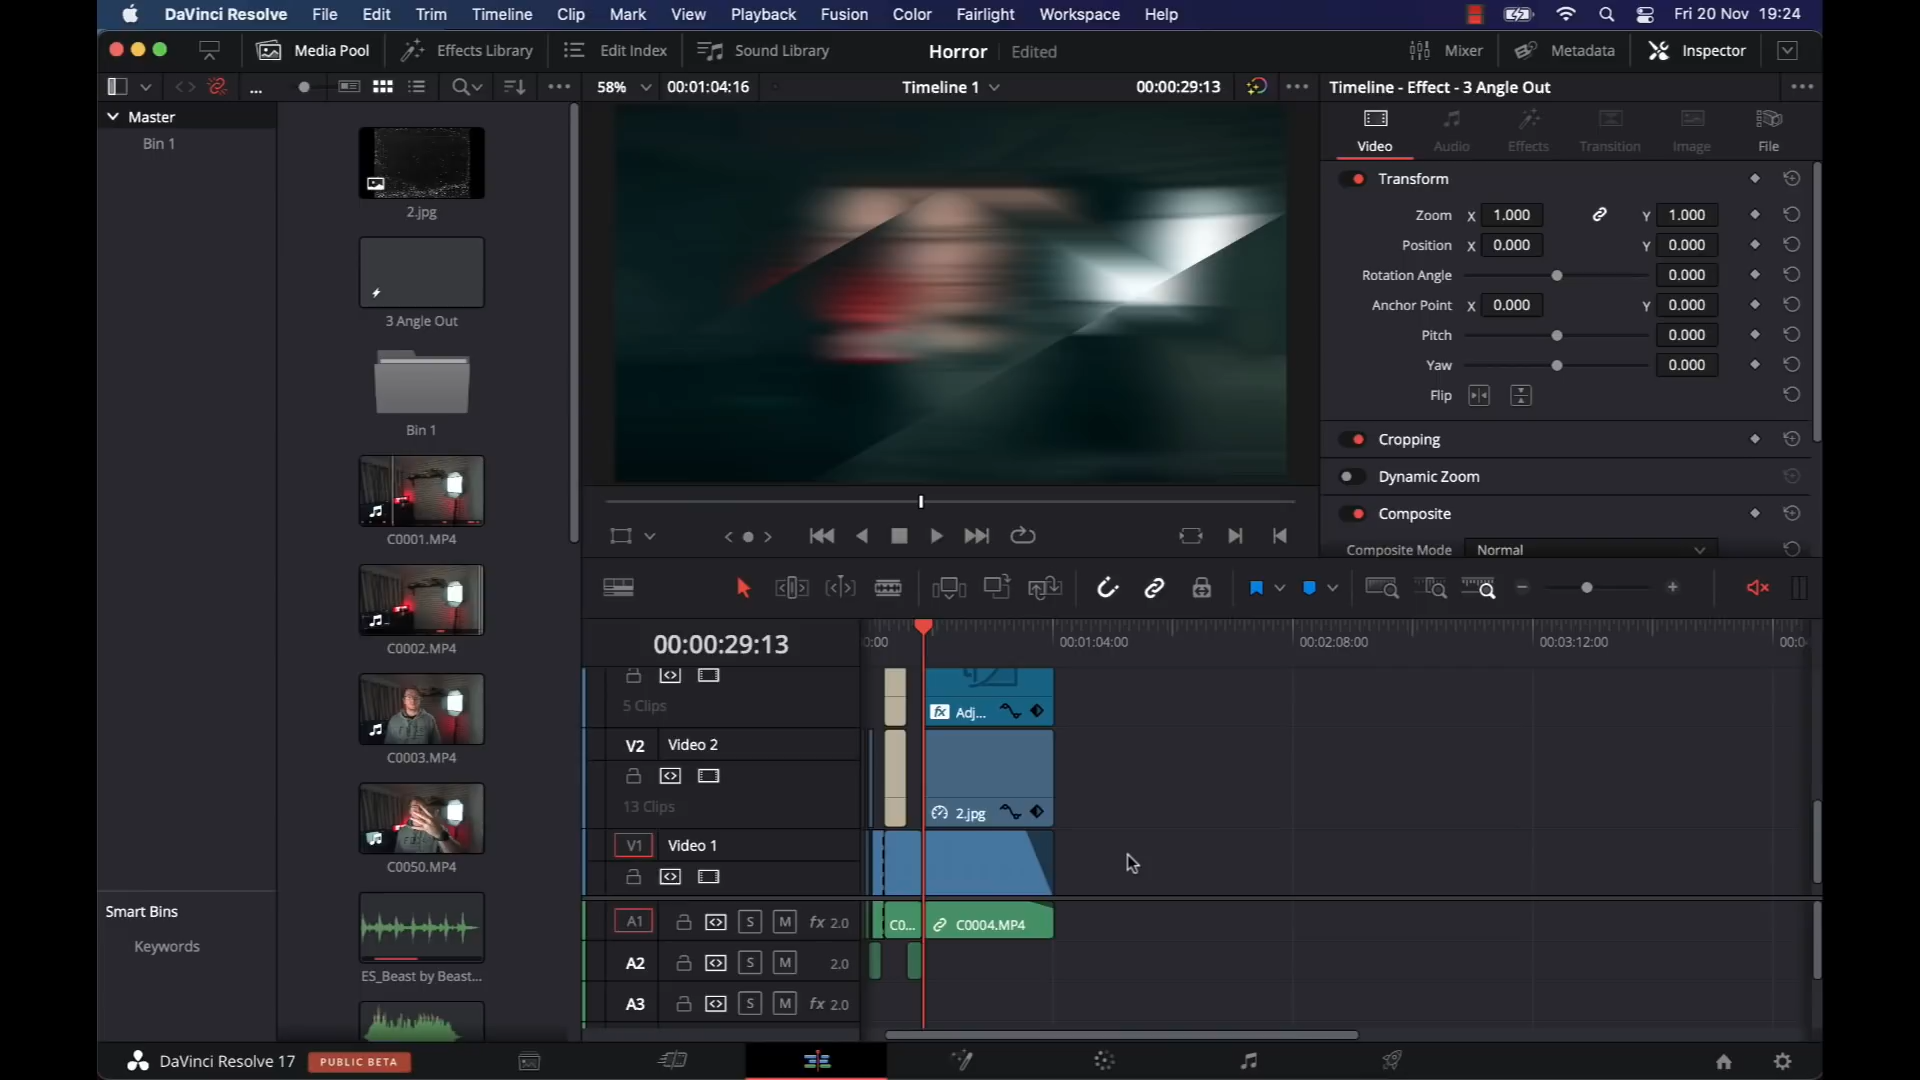 DaVinci Resolve File Edit Trim Timeline Clip Mark View Playback Fusion Color Fairlight Workspace Help Fri 20 Nov 19:24
Media Pool Effects Library Edit Index Sound Library Horror Edited Mixer Metadata Inspector
58% 00:01:04:16 Timeline 1 00:00:29:13 Timeline - Effect - 3 Angle Out
Master
Bin 1
2.jpg
3 Angle Out
Bin 1
C0001.MP4
C0002.MP4
C0003.MP4
C0050.MP4
ES_Beast by Beast...
Smart Bins
Keywords
Video Audio Effects Transition Image File
Transform
Zoom X 1.000 Y 1.000
Position X 0.000 Y 0.000
Rotation Angle 0.000
Anchor Point X 0.000 Y 0.000
Pitch 0.000
Yaw 0.000
Flip
Cropping
Dynamic Zoom
Composite
Composite Mode Normal
00:00:29:13 0:00 00:01:04:00 00:02:08:00 00:03:12:00 00:0
5 Clips fx Adj...
V2 Video 2
13 Clips 2.jpg
V1 Video 1
A1 S M fx 2.0 C0... C0004.MP4
A2 S M 2.0
A3 S M fx 2.0
DaVinci Resolve 17 PUBLIC BETA